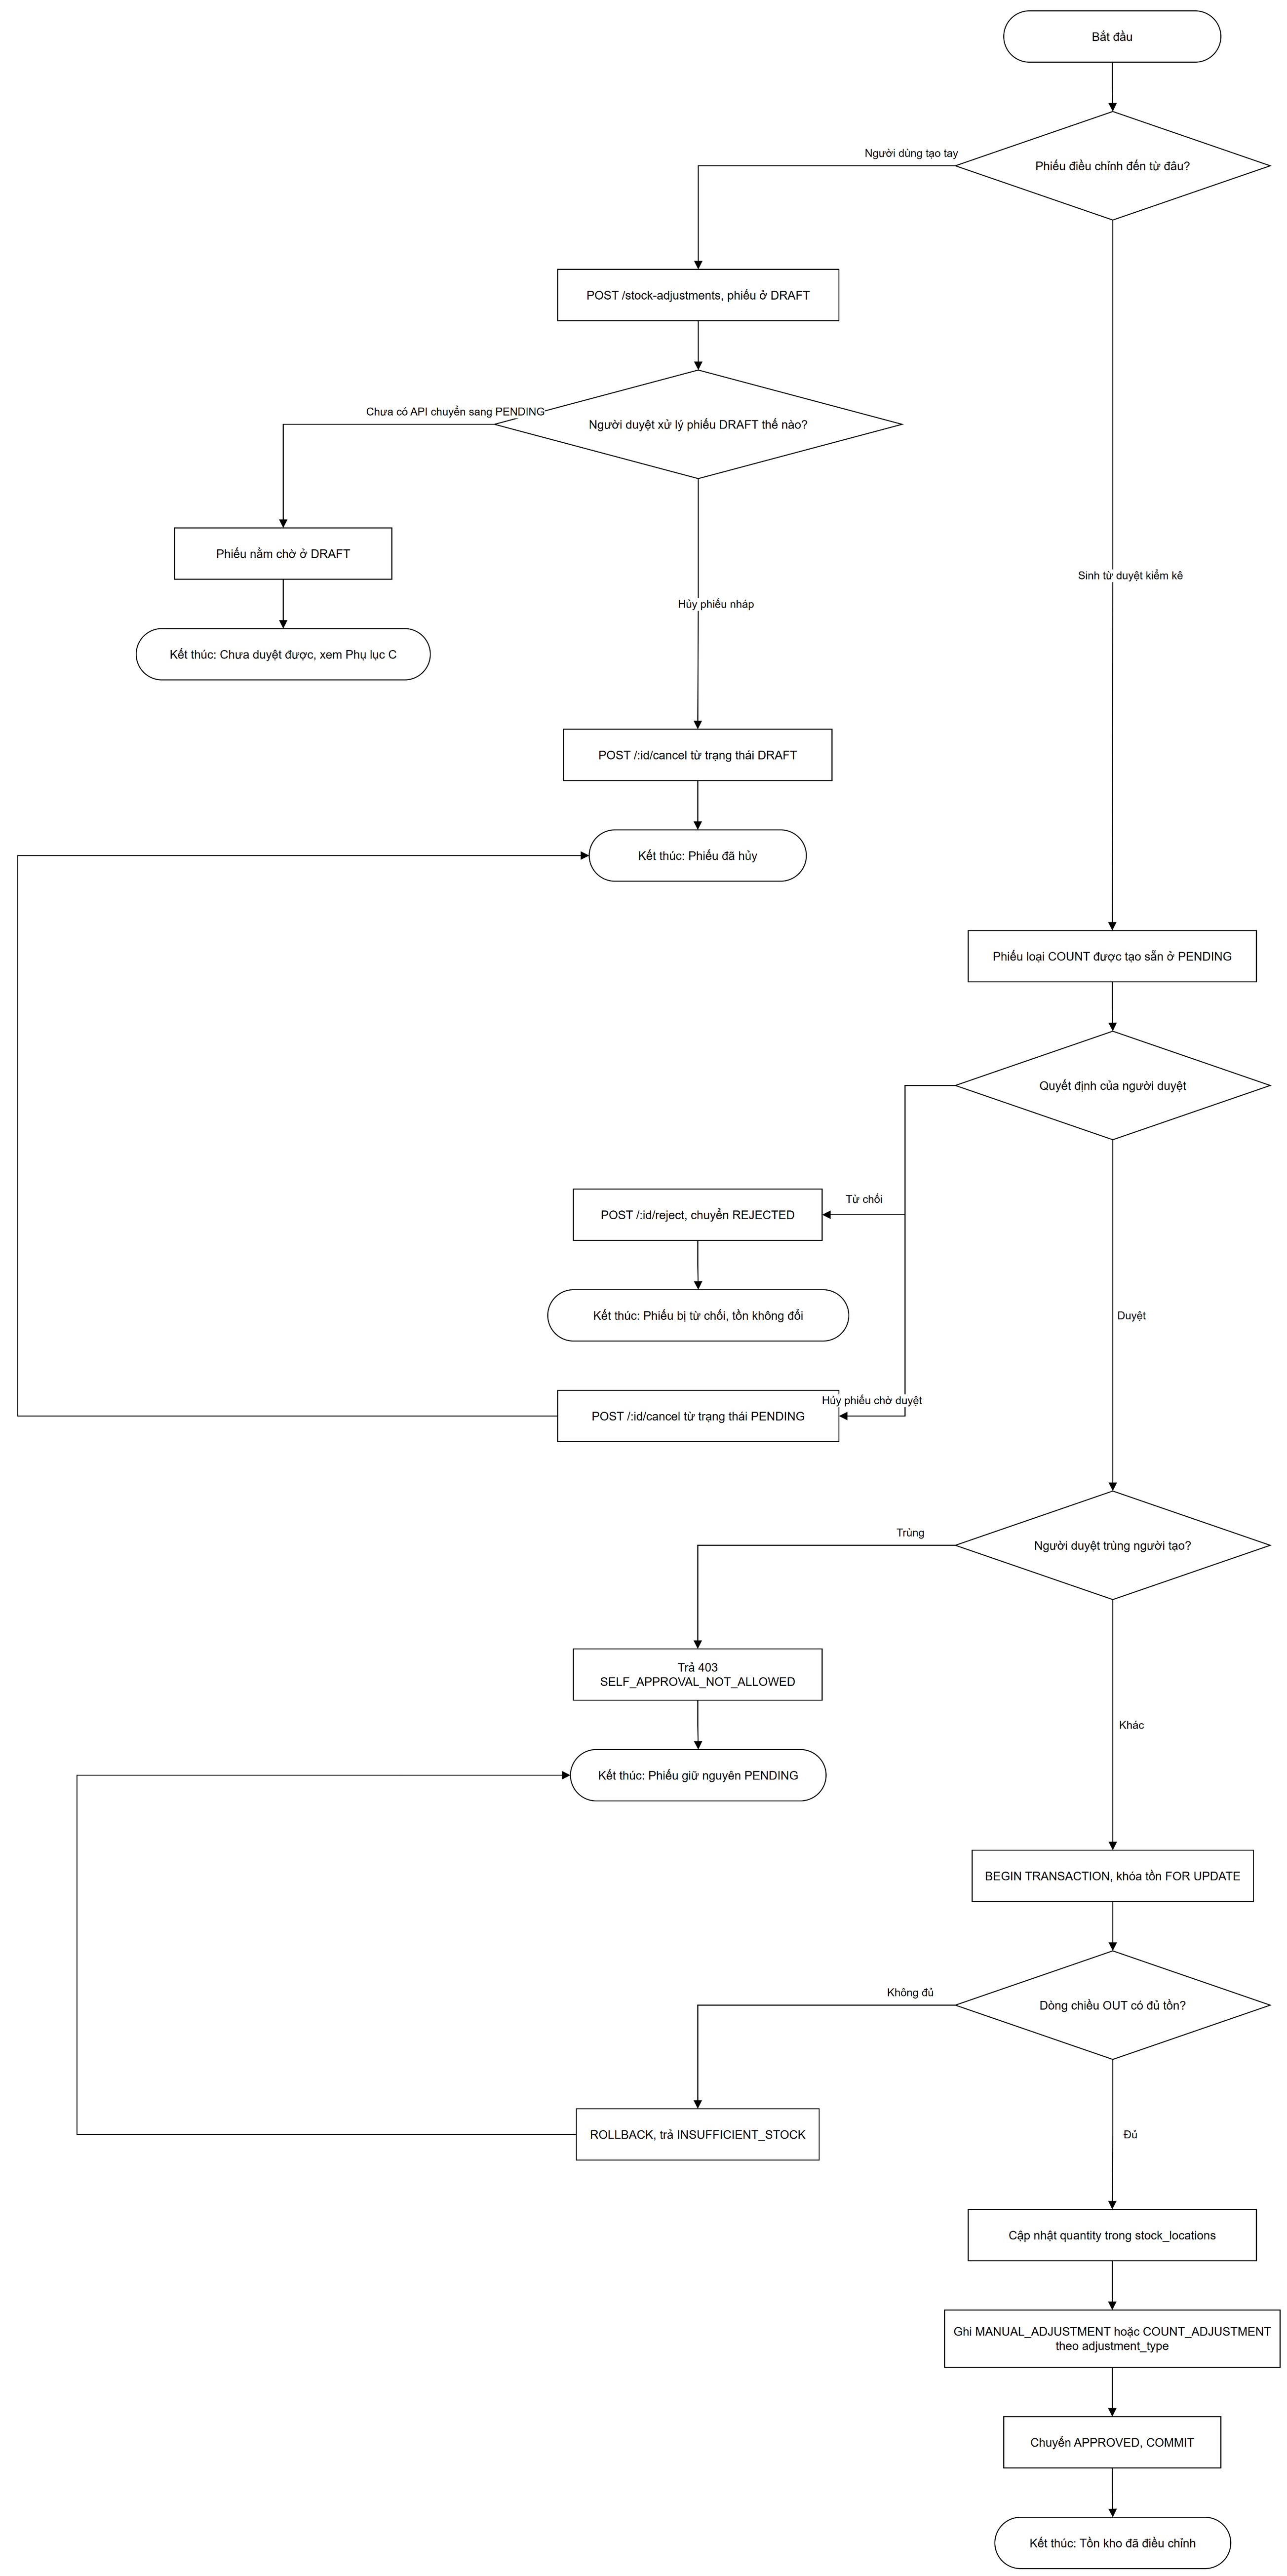 Bắt đầu
Người dùng tạo tay
Phiếu điều chỉnh đến từ đâu?
POST /stock-adjustments, phiếu ở DRAFT
Chưa có API chuyển sang PENDING
Người duyệt xử lý phiếu DRAFT thế nào?
Phiếu nằm chờ ở DRAFT
Sinh từ duyệt kiểm kê
Hủy phiếu nháp
Kết thúc: Chưa duyệt được, xem Phụ lục C
POST /:id/cancel từ trạng thái DRAFT
Kết thúc: Phiếu đã hủy
Phiếu loại COUNT được tạo sẵn ở PENDING
Quyết định của người duyệt
Từ chối
POST /:id/reject, chuyển REJECTED
Kết thúc: Phiếu bị từ chối, tồn không đổi
Duyệt
Hủy phiếu chờ duyệt
POST /:id/cancel từ trạng thái PENDING
Trùng
Người duyệt trùng người tạo?
Trả 403
SELF_APPROVAL_NOT_ALLOWED
Khác
Kết thúc: Phiếu giữ nguyên PENDING
BEGIN TRANSACTION, khóa tồn FOR UPDATE
Không đủ
Dòng chiều OUT có đủ tồn?
ROLLBACK, trả INSUFFICIENT_STOCK
Đủ
Cập nhật quantity trong stock_locations
Ghi MANUAL_ADJUSTMENT hoặc COUNT_ADJUSTMENT
theo adjustment_type
Chuyển APPROVED, COMMIT
Kết thúc: Tồn kho đã điều chỉnh